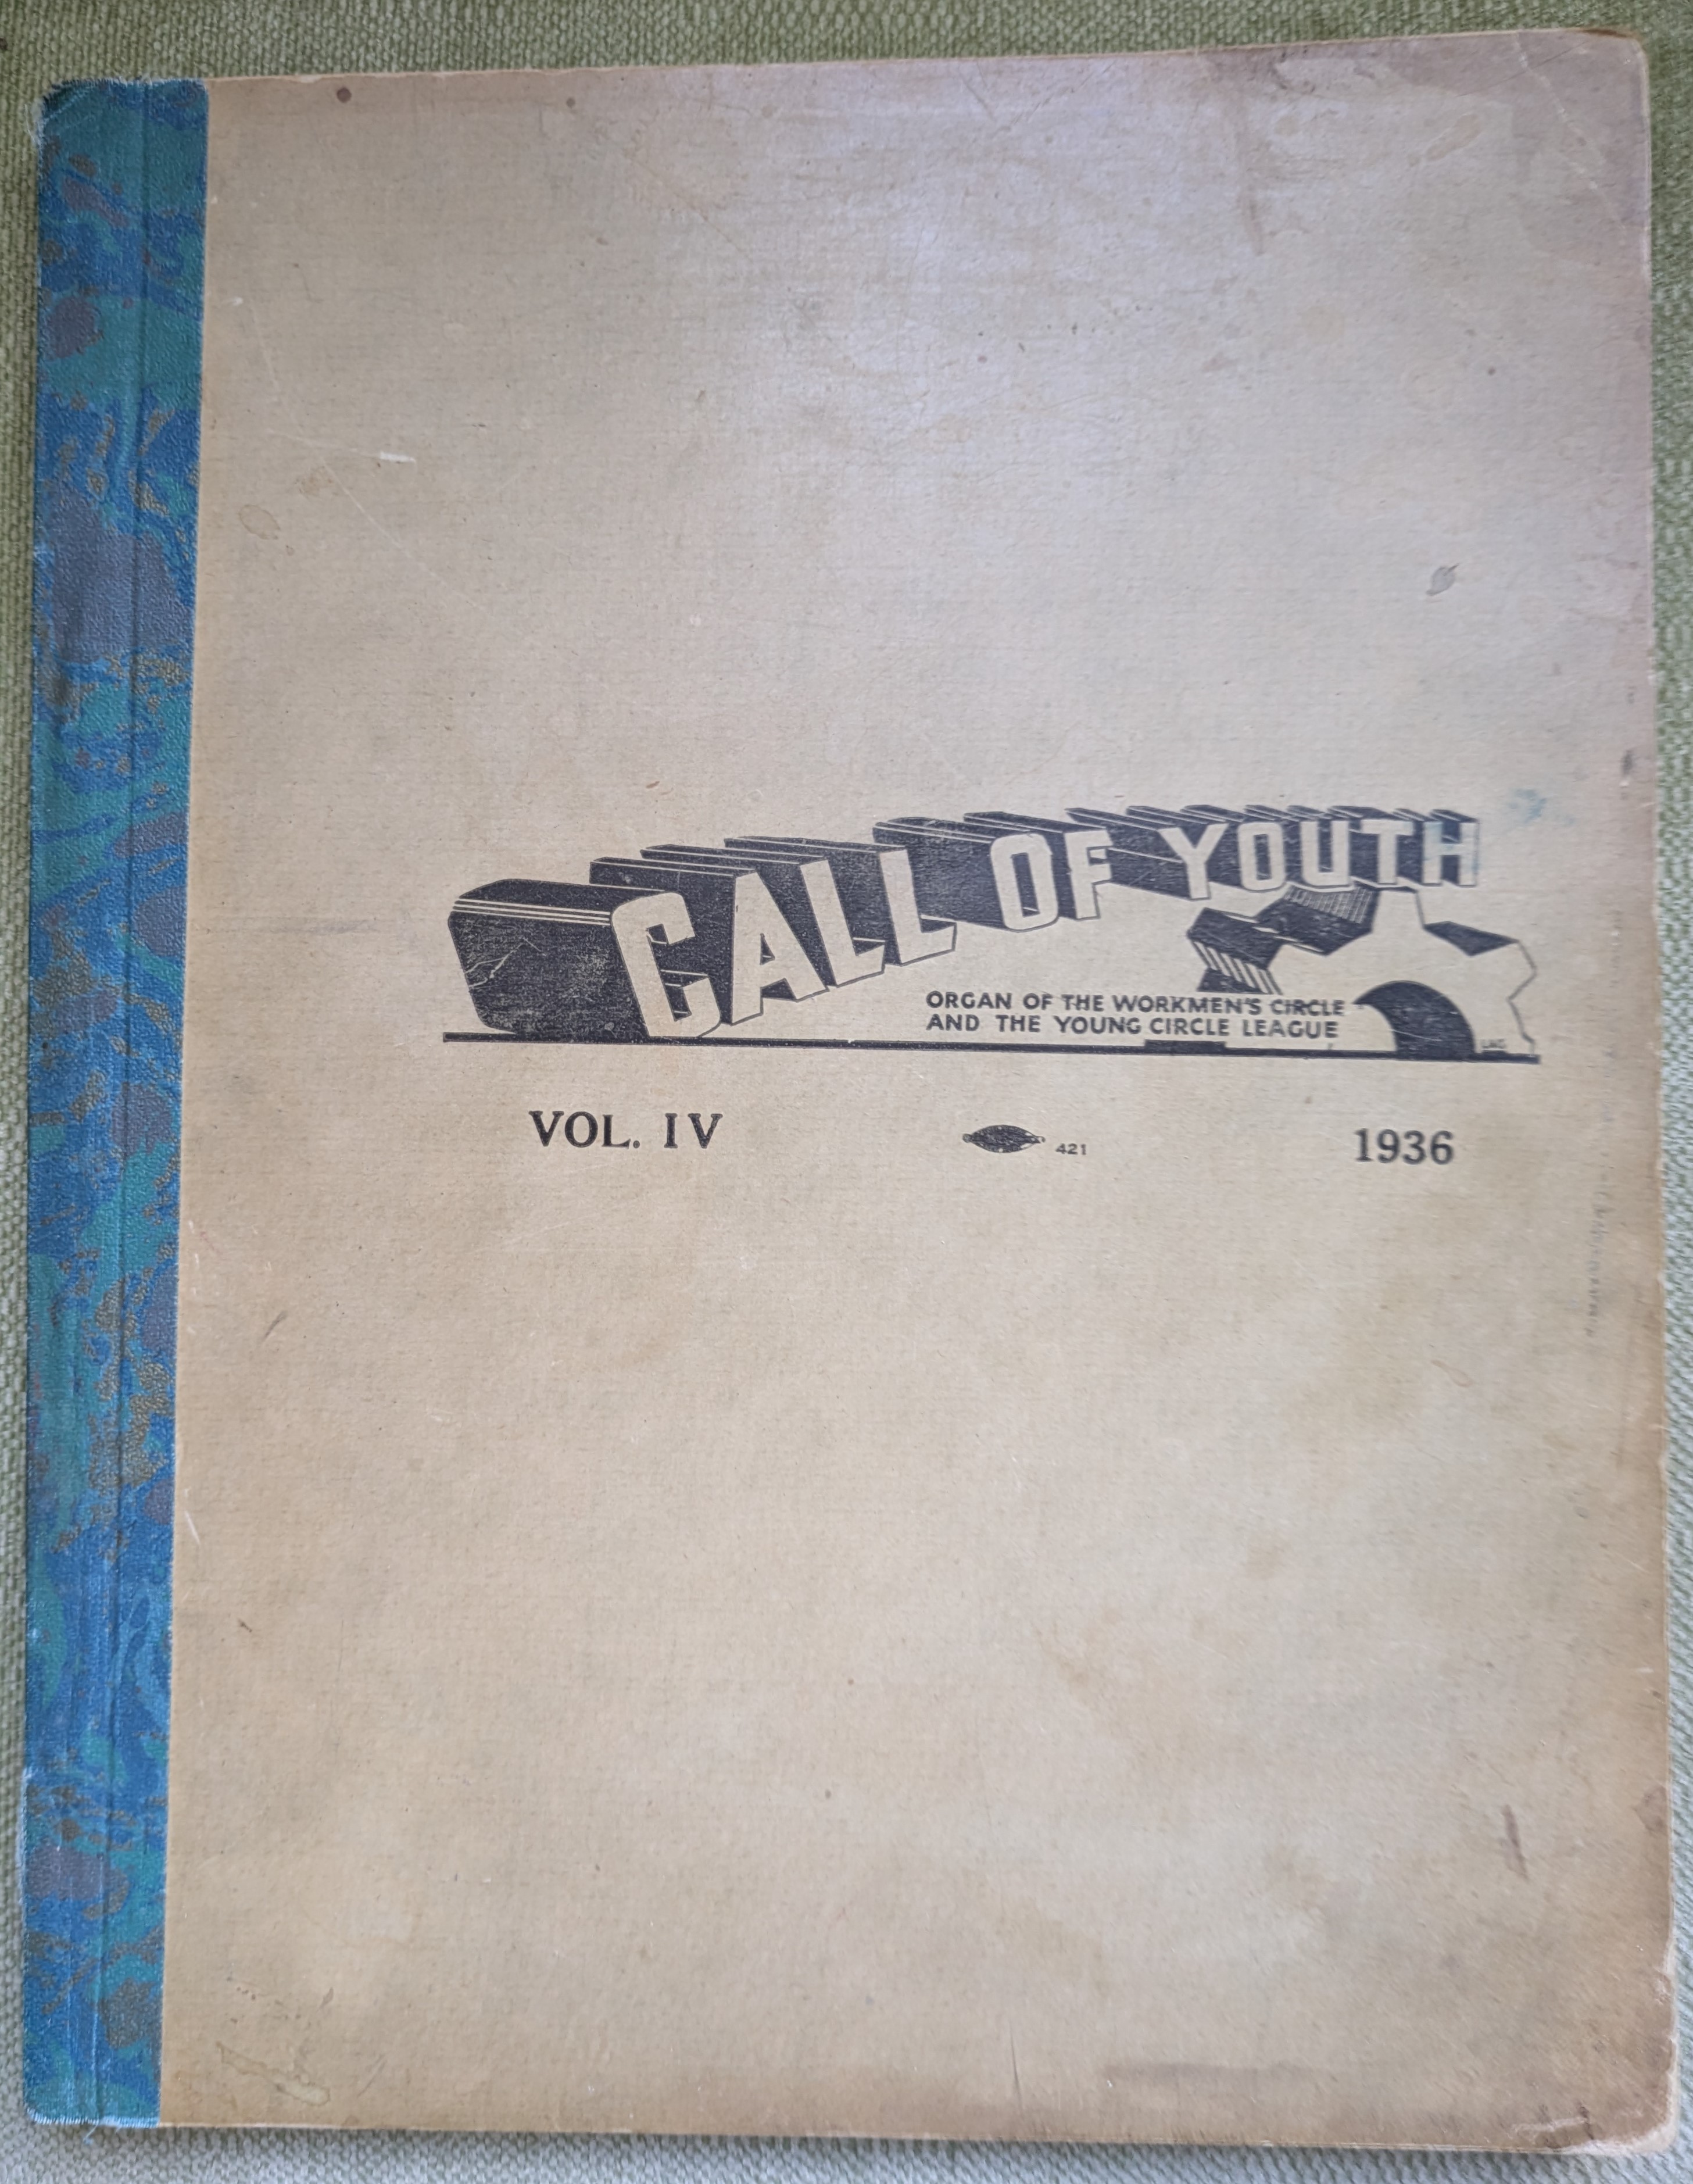 CALL OF YOUTH
ORGAN OF THE WORKMEN'S CIRCLE
AND THE YOUNG CIRCLE LEAGUE
VOL. IV
421
1936